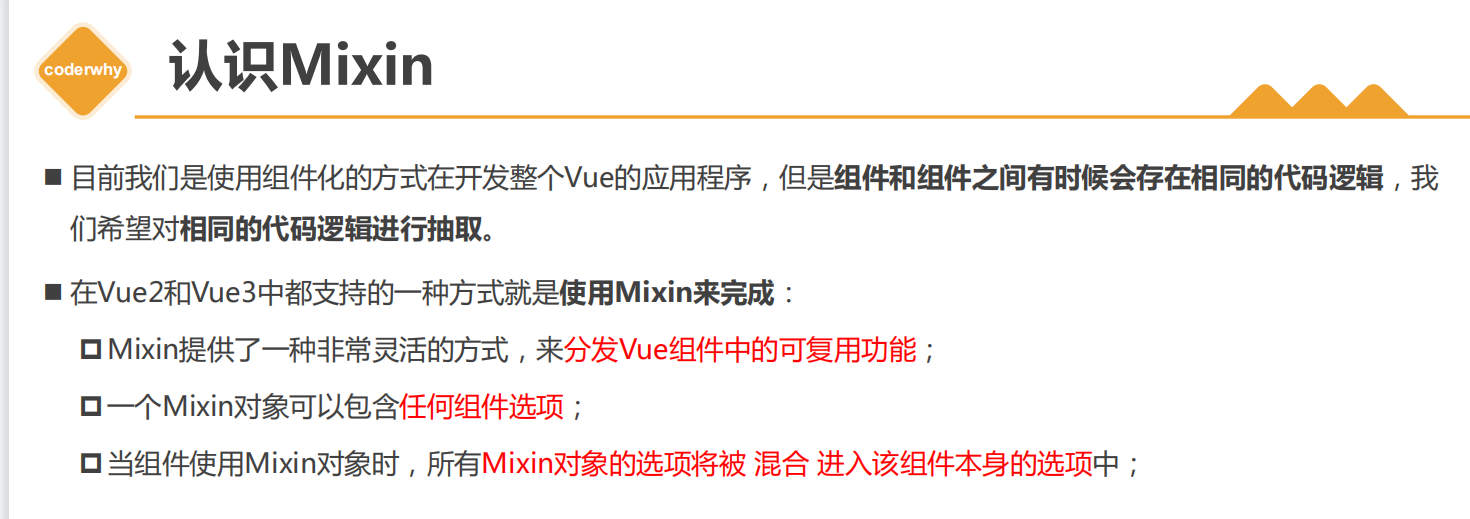 coderwhy
认识Mixin
■ 目前我们是使用组件化的方式在开发整个Vue的应用程序，但是组件和组件之间有时候会存在相同的代码逻辑，我
们希望对相同的代码逻辑进行抽取。
■ 在Vue2和Vue3中都支持的一种方式就是使用Mixin来完成：
Mixin提供了一种非常灵活的方式，来分发Vue组件中的可复用功能；
一个Mixin对象可以包含任何组件选项；
当组件使用Mixin对象时，所有Mixin对象的选项将被 混合 进入该组件本身的选项中；